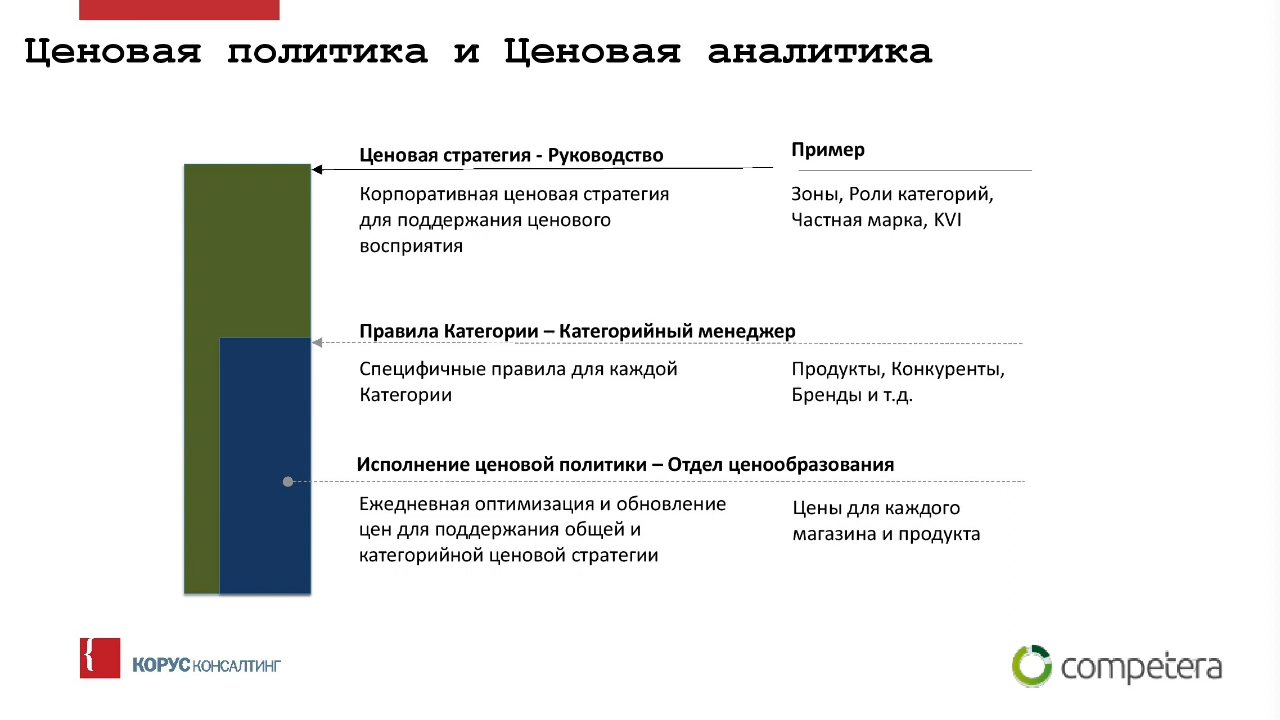 Ценовая политика и Ценовая аналитика
Ценовая стратегия - Руководство
Пример
Корпоративная ценовая стратегия
для поддержания ценового
восприятия
Зоны, Роли категорий,
Частная марка, KVI
Правила Категории – Категорийный менеджер
Специфичные правила для каждой
Категории
Продукты, Конкуренты,
Бренды и т.д.
Исполнение ценовой политики – Отдел ценообразования
Ежедневная оптимизация и обновление
цен для поддержания общей и
категорийной ценовой стратегии
Цены для каждого
магазина и продукта
КОРУС КОНСАЛТИНГ
competera